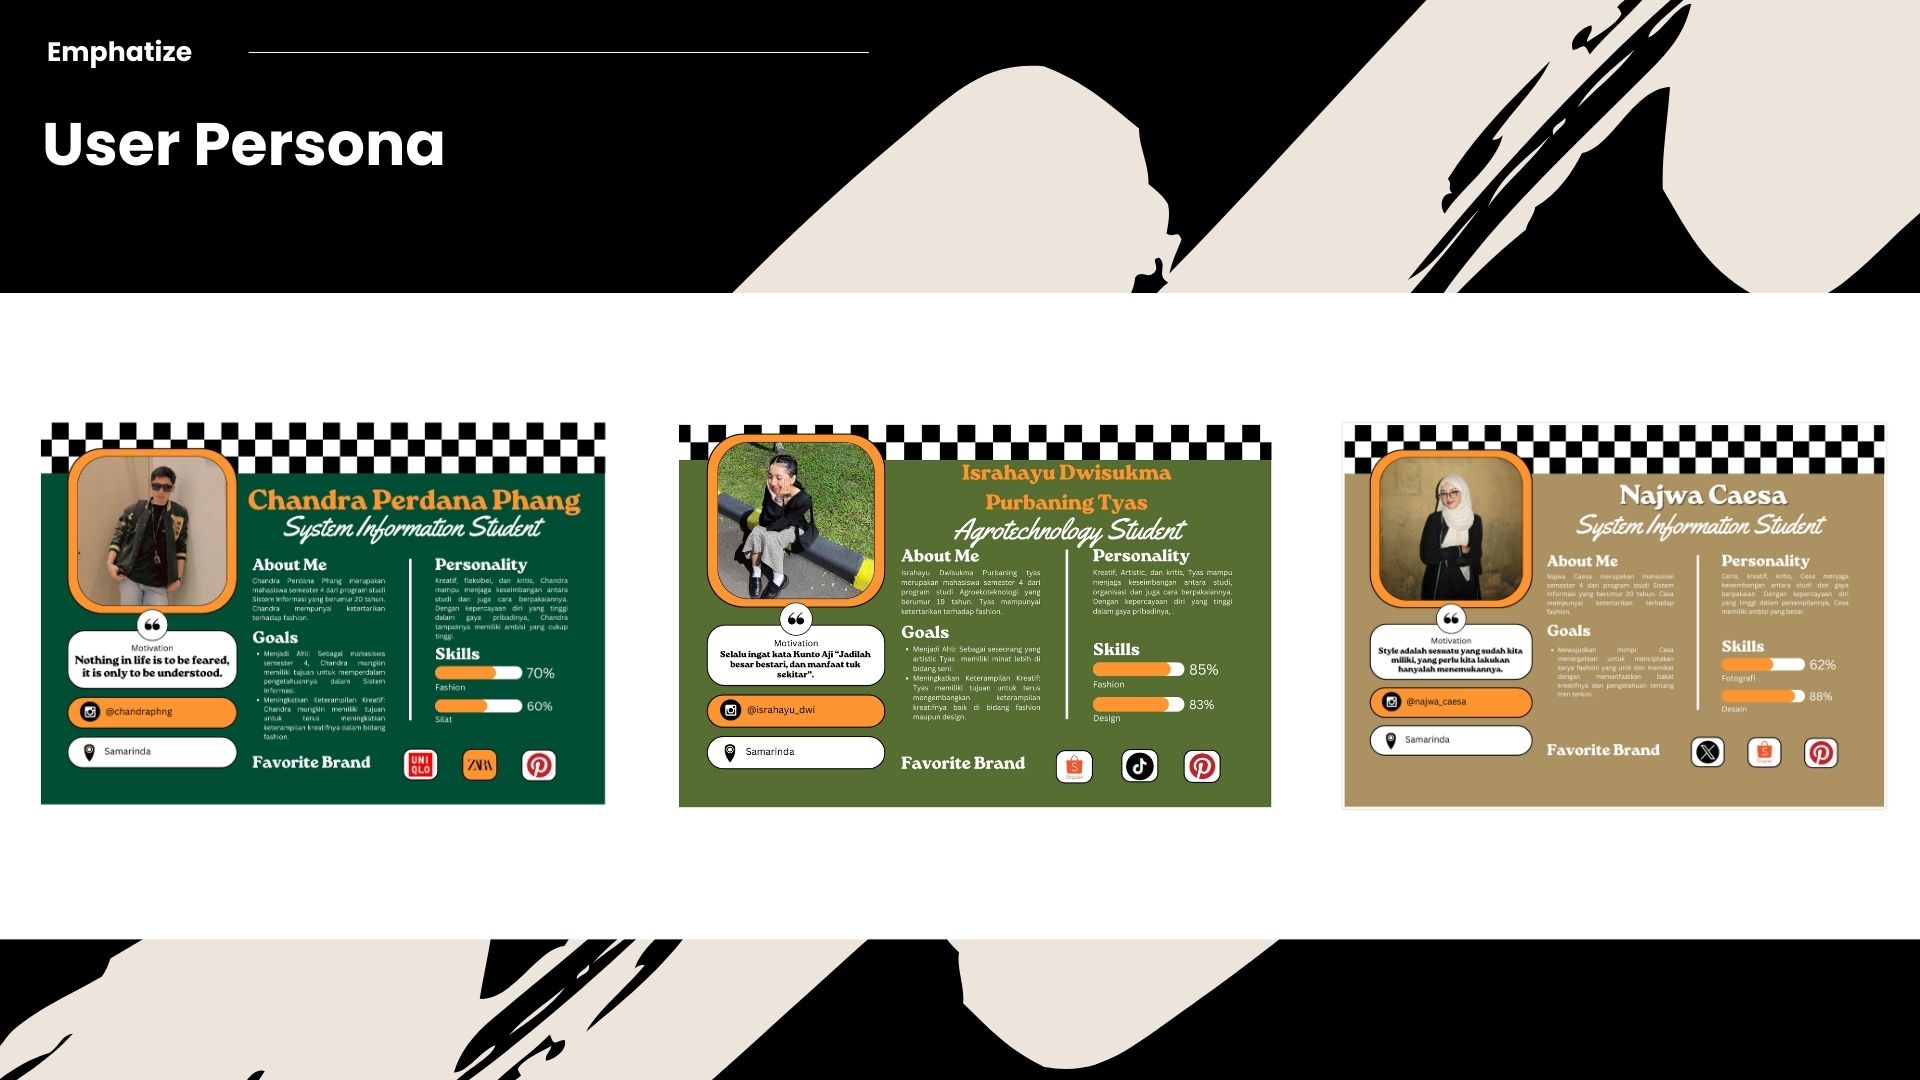 Emphatize
User Persona
Chandra Perdana Phang
System Information Student
About Me
Chandra Perdana Phang merupakan
mahasiswa semester 4 dari program studi
Sistem Informasi yang berumur 20 tahun.
Chandra mempunyai ketertarikan
terhadap fashion.
Goals
• Menjadi Ahli: Sebagai mahasiswa
semester 4, Chandra mungkin
memiliki tujuan untuk memperdalam
pengetahuannya dalam Sistem
Informasi.
• Meningkatkan Keterampilan Kreatif:
Chandra mungkin memiliki tujuan
untuk terus meningkatkan
keterampilan kreatifnya dalam bidang
fashion.
Personality
Kreatif, fleksibel, dan kritis, Chandra
mampu menjaga keseimbangan antara
studi dan juga cara berpakaiannya.
Dengan kepercayaan diri yang tinggi
dalam gaya pribadinya, Chandra
tampaknya memiliki ambisi yang cukup
tinggi.
Skills
70%
Fashion
60%
Silat
Motivation
Nothing in life is to be feared,
it is only to be understood.
@chandraphng
Samarinda
Favorite Brand
UNI
QLO
ZARA
Israhayu Dwisukma
Purbaning Tyas
Agrotechnology Student
About Me
Israhayu Dwisukma Purbaning tyas
merupakan mahasiswa semester 4 dari
program studi Agroekoteknologi yang
berumur 19 tahun. Tyas mempunyai
ketertarikan terhadap fashion.
Goals
• Menjadi Ahli: Sebagai seseorang yang
artistic Tyas memiliki minat lebih di
bidang seni.
• Meningkatkan Keterampilan Kreatif:
Tyas memiliki tujuan untuk terus
mengembangkan keterampilan
kreatifnya baik di bidang fashion
maupun design.
Personality
Kreatif, Artistic, dan kritis, Tyas mampu
menjaga keseimbangan antara studi,
organisasi dan juga cara berpakaiannya.
Dengan kepercayaan diri yang tinggi
dalam gaya pribadinya, .
Skills
85%
Fashion
83%
Design
Motivation
Selalu ingat kata Kunto Aji "Jadilah
besar bestari, dan manfaat tuk
sekitar".
@israhayu_dwi
Samarinda
Favorite Brand
Shopee
Najwa Caesa
System Information Student
About Me
Najwa Caesa merupakan mahasiswi
semester 4 dari program studi Sistem
Informasi yang berumur 20 tahun. Cesa
mempunyai ketertarikan terhadap
fashion.
Goals
• Mewujudkan mimpi: Cesa
menargetkan untuk menciptakan
karya fashion yang unik dan memikat
dengan memanfaatkan bakat
kreatifnya dan pengetahuan tentang
tren terkini.
Personality
Ceria, kreatif, kritis, Cesa menjaga
keseimbangan antara studi dan gaya
berpakaian. Dengan kepercayaan diri
yang tinggi dalam penampilannya, Cesa
memiliki ambisi yang besar.
Skills
62%
Fotografi
88%
Desain
Motivation
Style adalah sesuatu yang sudah kita
miliki, yang perlu kita lakukan
hanyalah menemukannya.
@najwa_caesa
Samarinda
Favorite Brand
Shopee